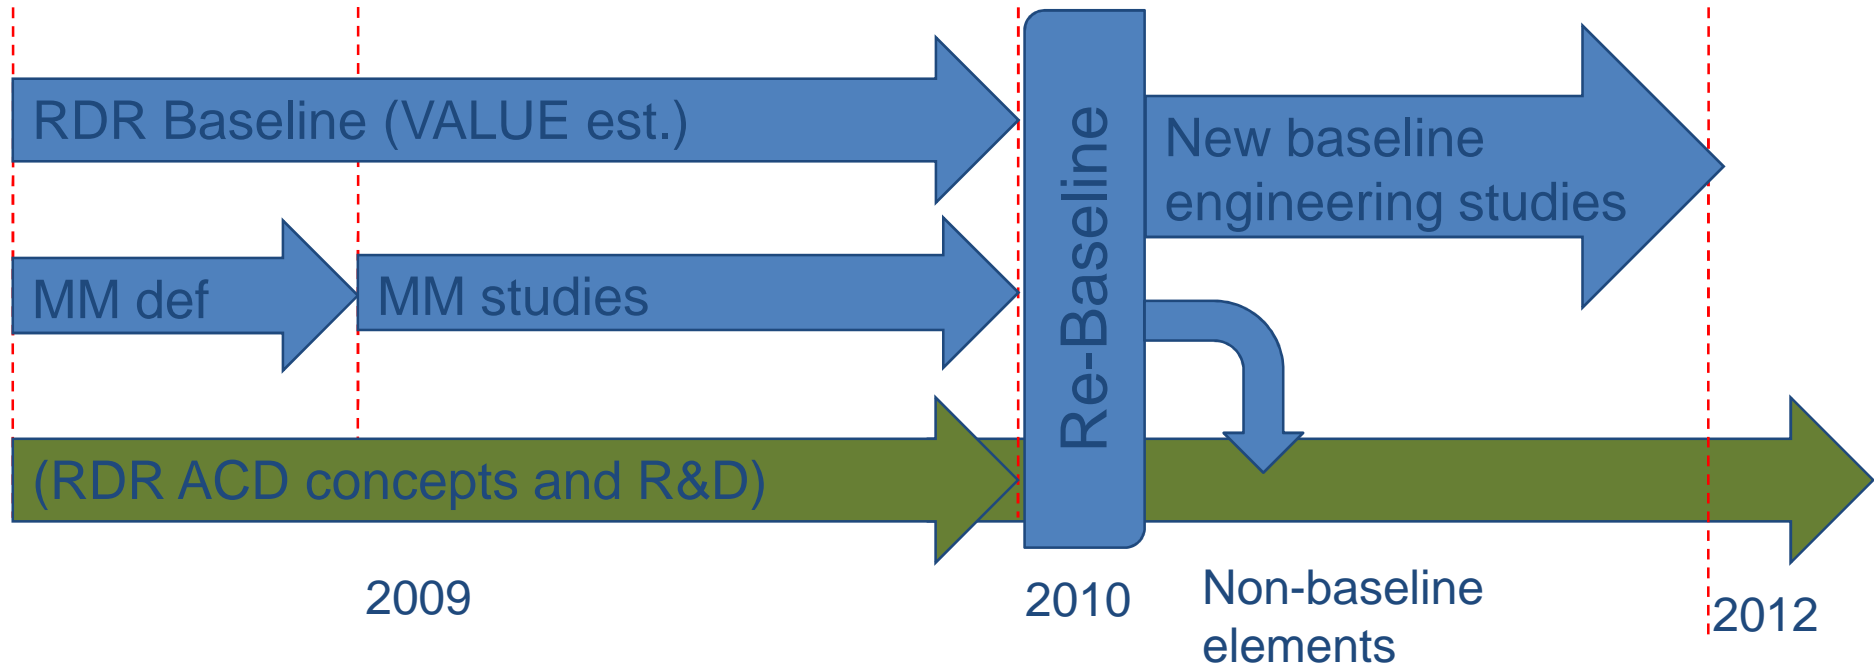 RDR Baseline (VALUE est.)
MM def
MM studies
(RDR ACD concepts and R&D)
Re-Baseline
New baseline
engineering studies
2009
2010
Non-baseline
elements
2012